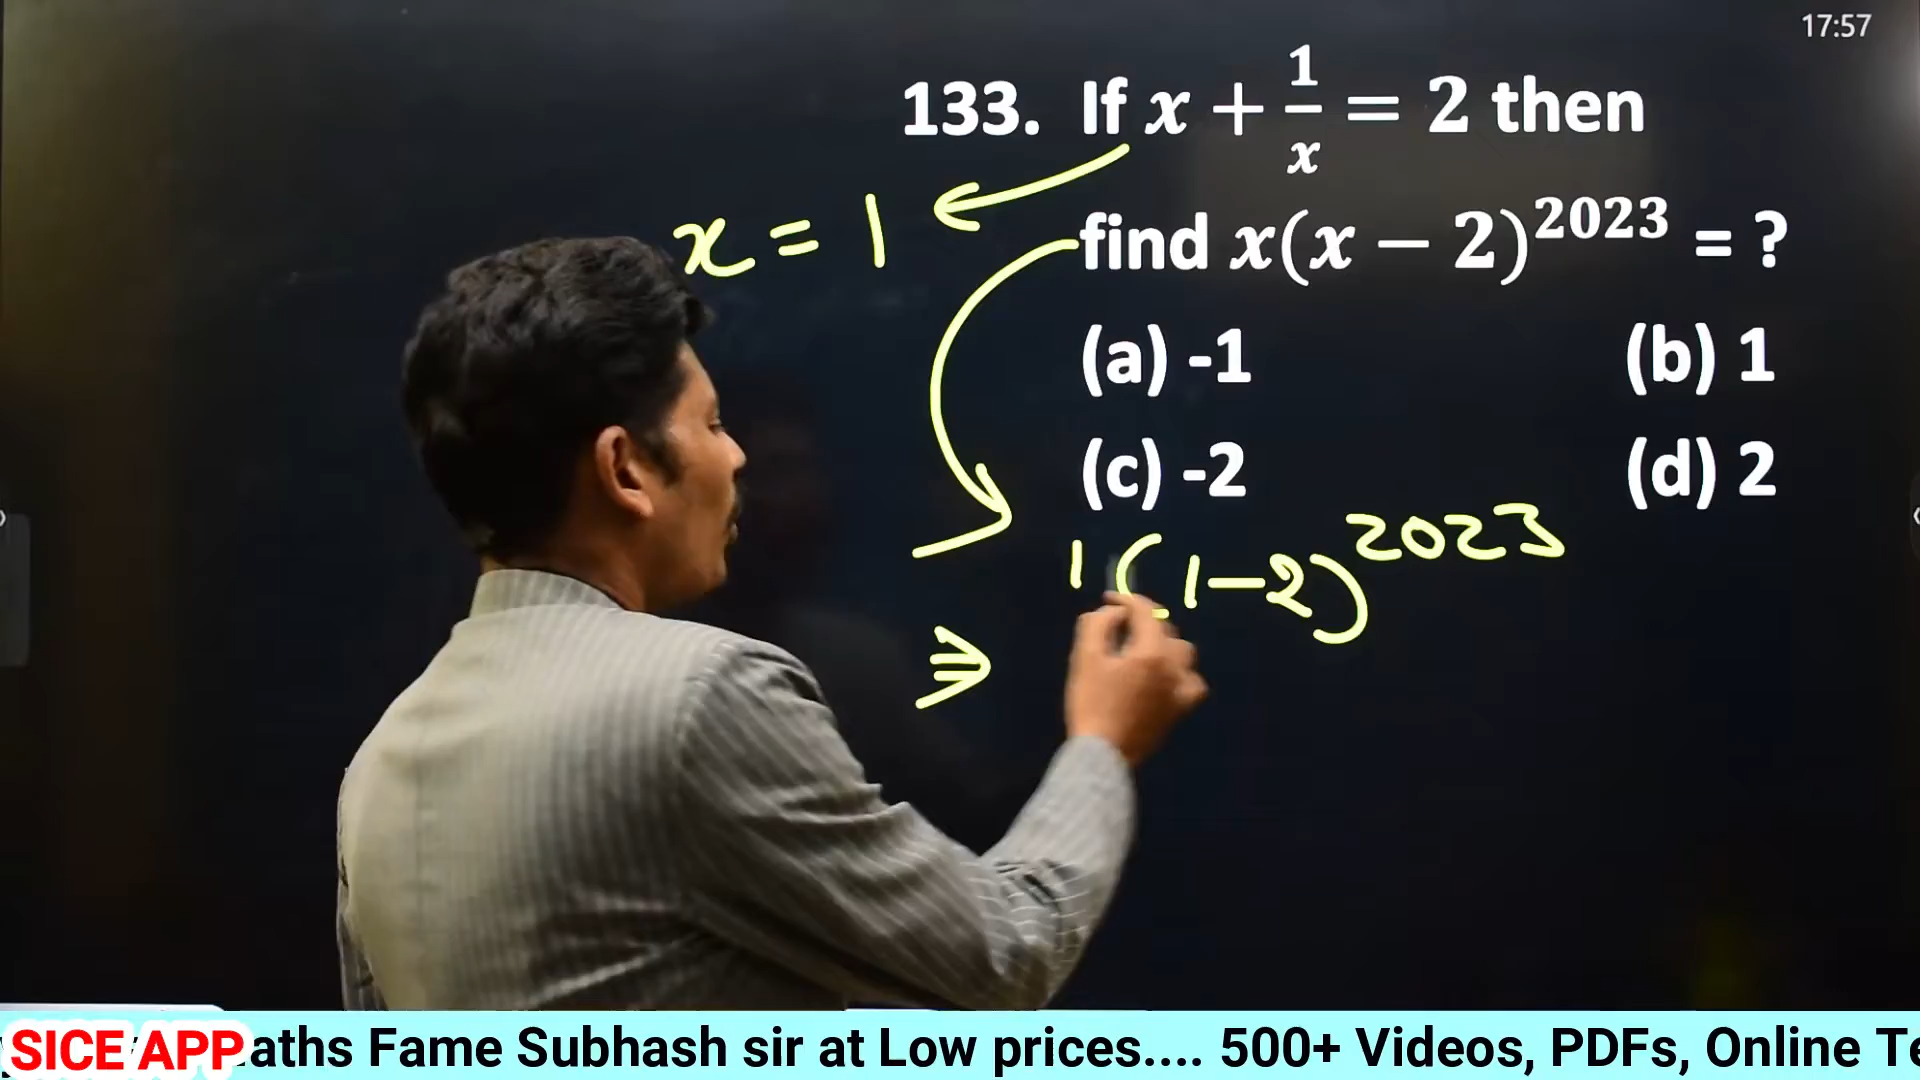 17:57
133. If x + 1/x = 2 then
x = 1
find x(x − 2)^2023 = ?
(a) -1 (b) 1
(c) -2 (d) 2
1(1-2)^2023
SICE APP aths Fame Subhash sir at Low prices.... 500+ Videos, PDFs, Online Te